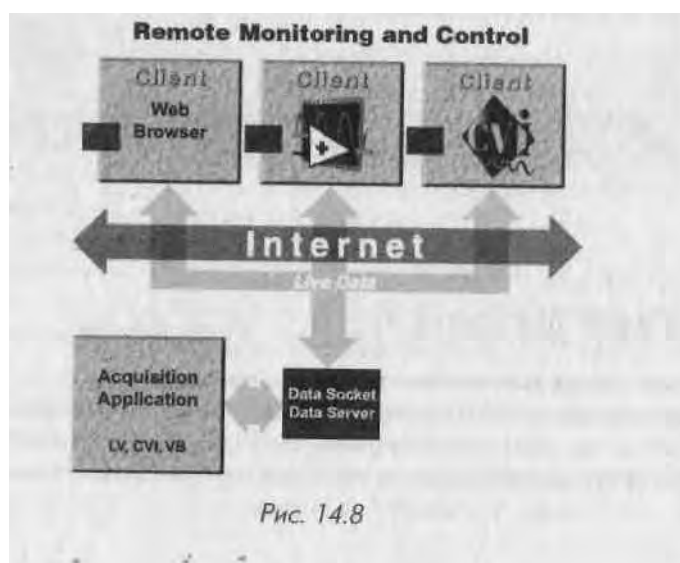 Remote Monitoring and Control
Client
Web
Browser
Client
Client
CVI
Internet
Live Data
Acquisition
Application
LV, CVI, VB
Data Socket
Data Server
Рис. 14.8